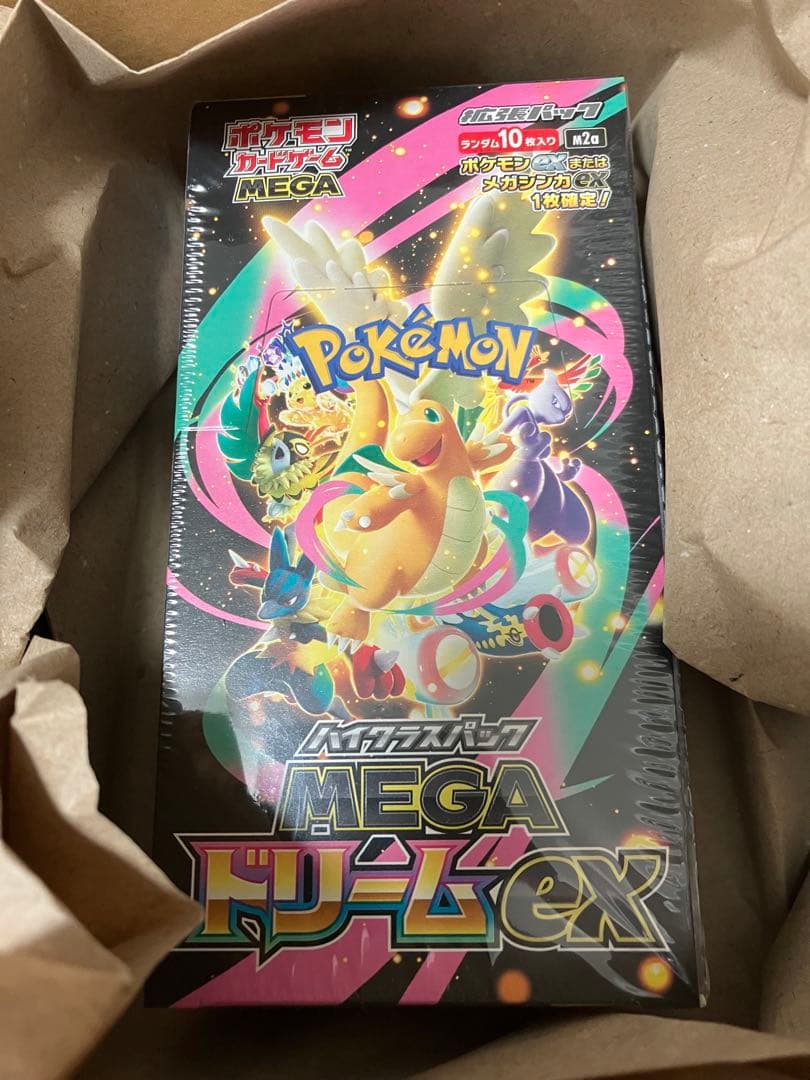 ポケモン
カードゲーム
MEGA
拡張パック
ランダム10枚入り M2a
ポケモンexまたは
メガシンカex
1枚確定!
POKéMON
TM
ハイクラスパック
MEGA
ドリームex